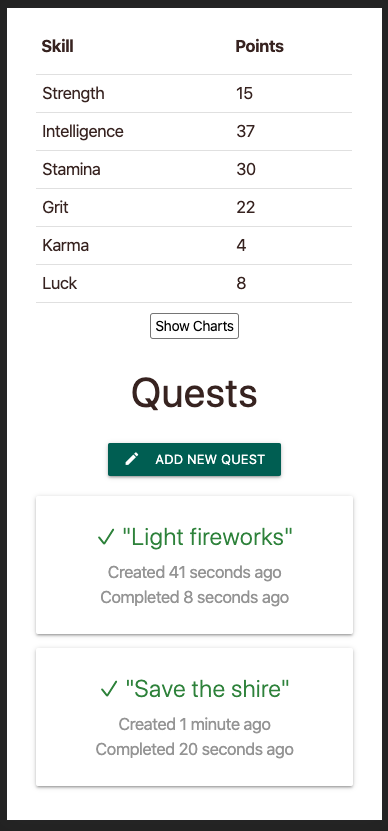 Skill Points
Strength 15
Intelligence 37
Stamina 30
Grit 22
Karma 4
Luck 8
Show Charts
Quests
ADD NEW QUEST
✓ "Light fireworks"
Created 41 seconds ago
Completed 8 seconds ago
✓ "Save the shire"
Created 1 minute ago
Completed 20 seconds ago